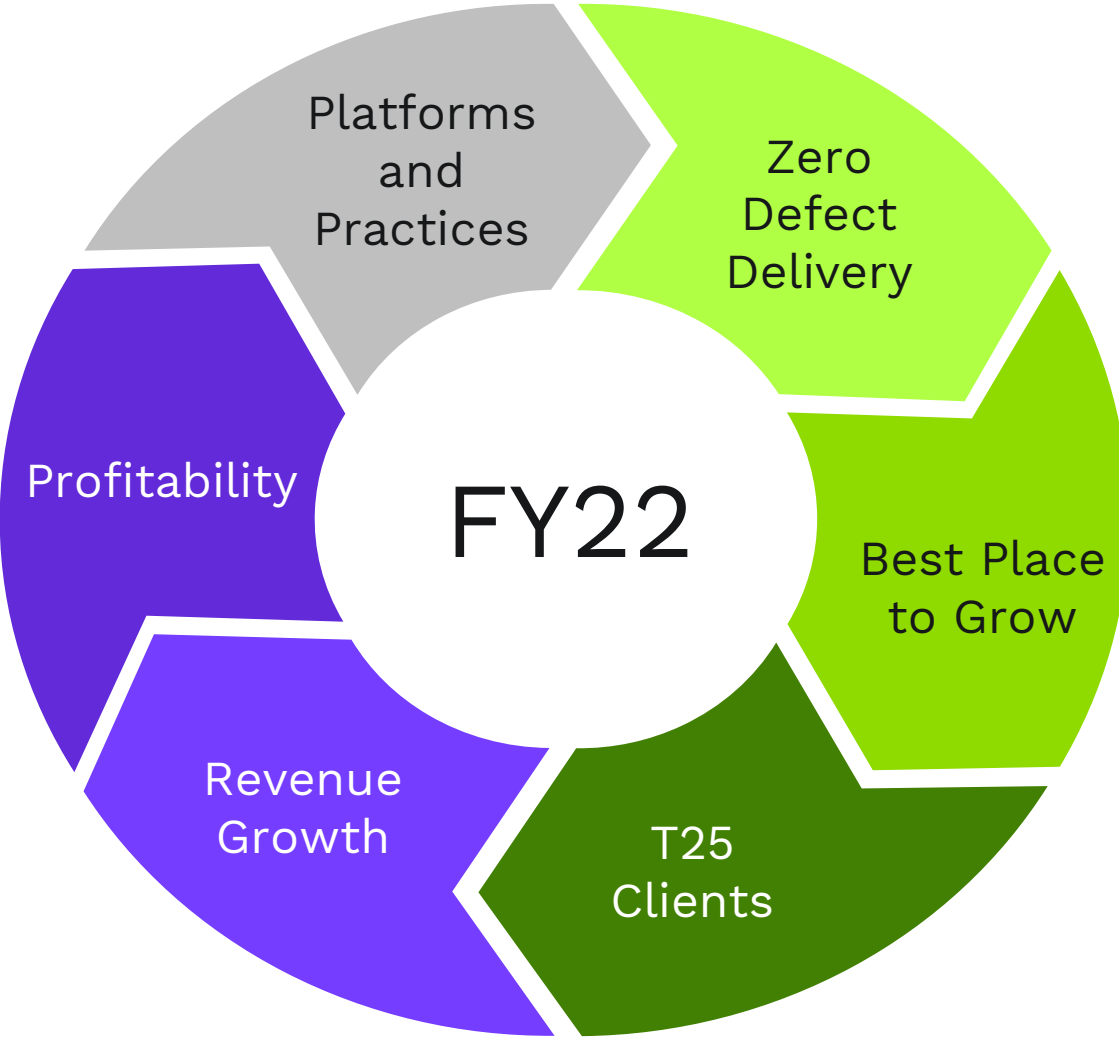 Platforms
and
Practices
Zero
Defect
Delivery
Best Place
to Grow
T25
Clients
Revenue
Growth
Profitability
FY22